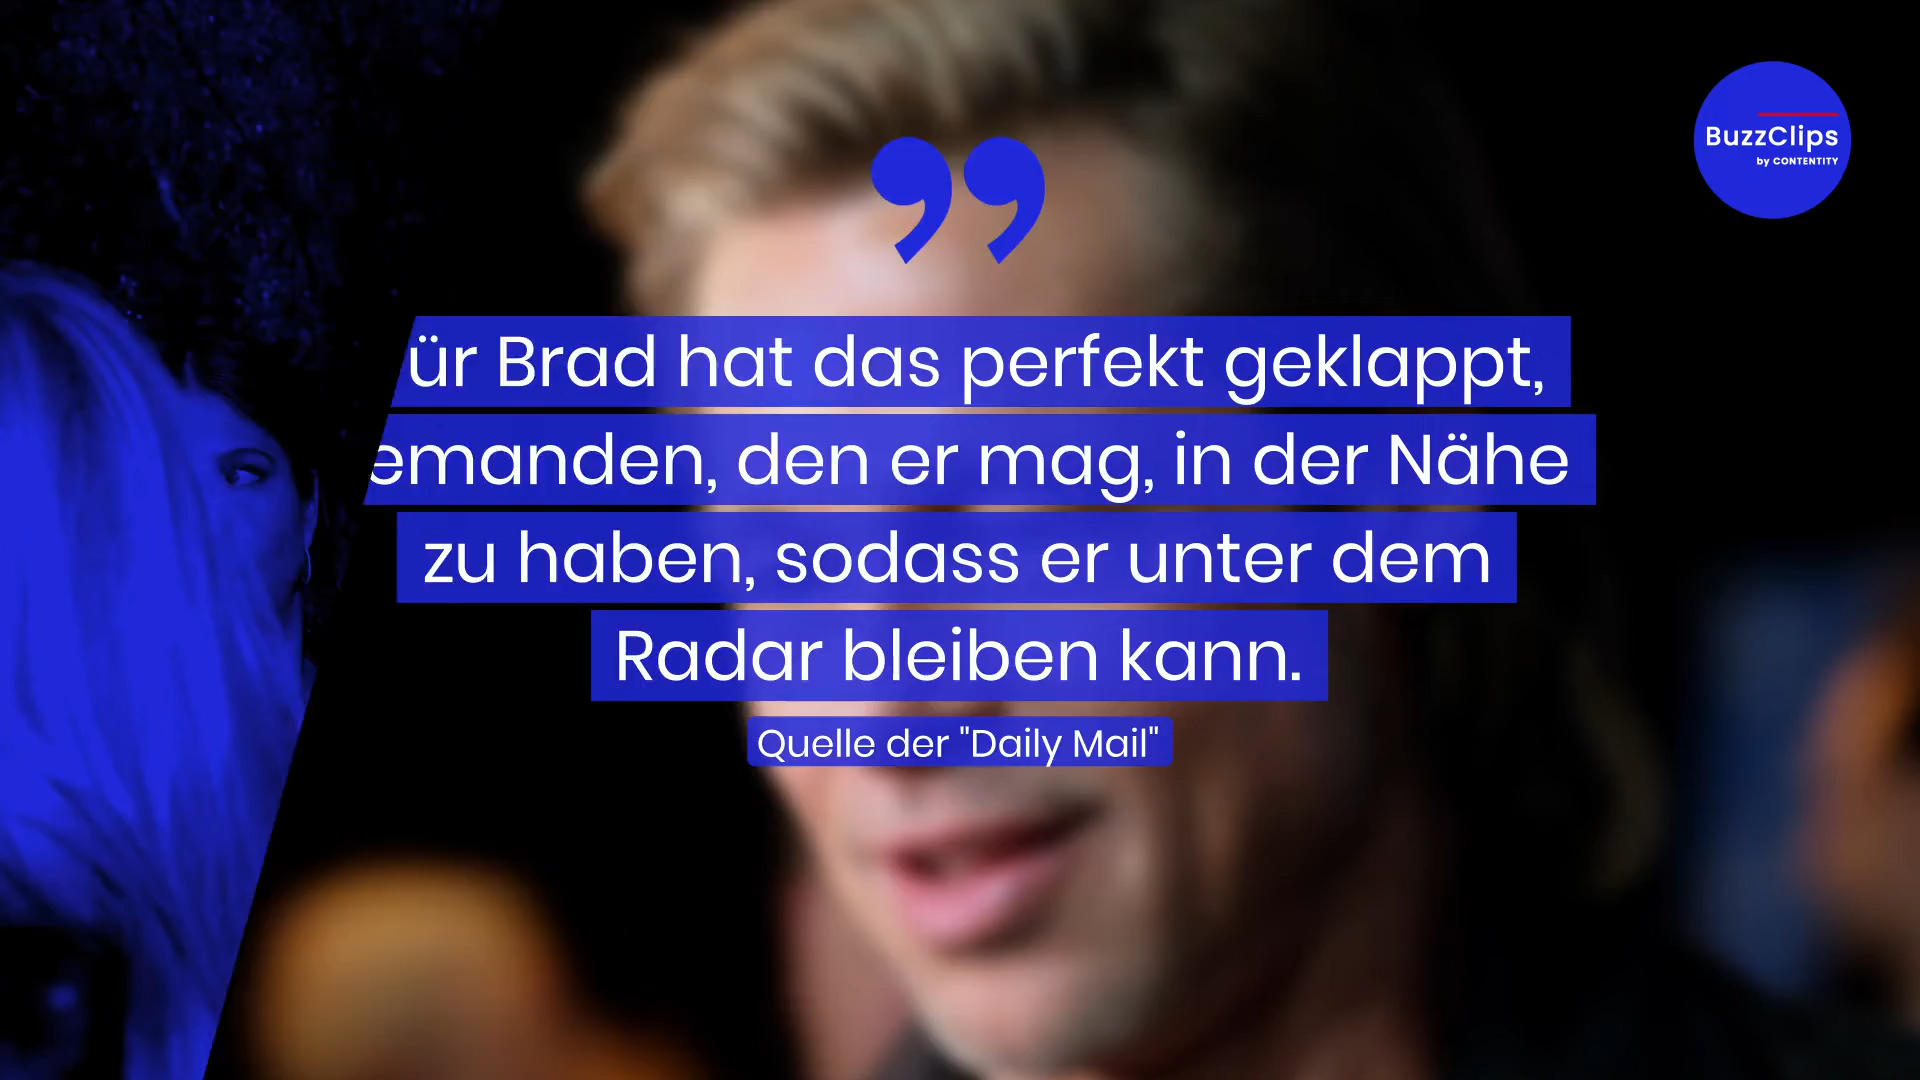 BuzzClips
by CONTENTITY
”
ür Brad hat das perfekt geklappt,
emanden, den er mag, in der Nähe
zu haben, sodass er unter dem
Radar bleiben kann.
Quelle der "Daily Mail"